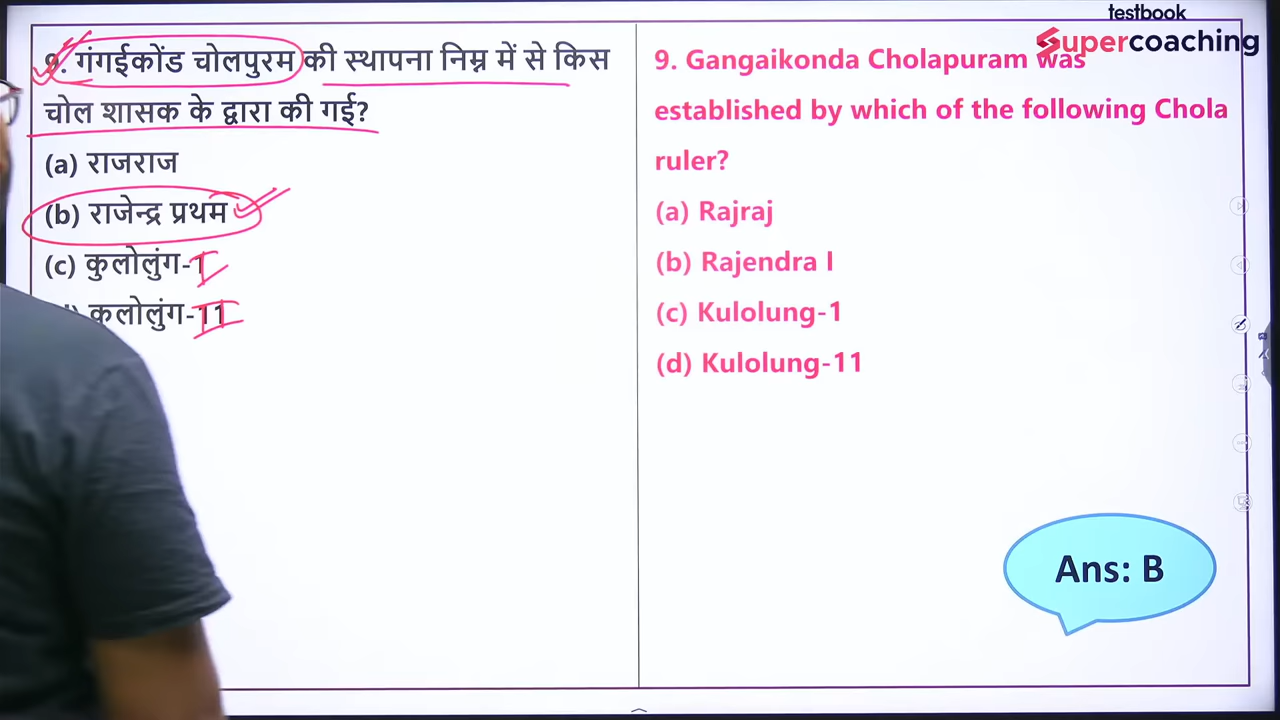 testbook
Supercoaching
9. गंगईकोंड चोलपुरम की स्थापना निम्न में से किस
चोल शासक के द्वारा की गई?
(a) राजराज
(b) राजेन्द्र प्रथम
(c) कुलोलुंग-1
कुलोलुंग-11
9. Gangaikonda Cholapuram was
established by which of the following Chola
ruler?
(a) Rajraj
(b) Rajendra I
(c) Kulolung-1
(d) Kulolung-11
Ans: B